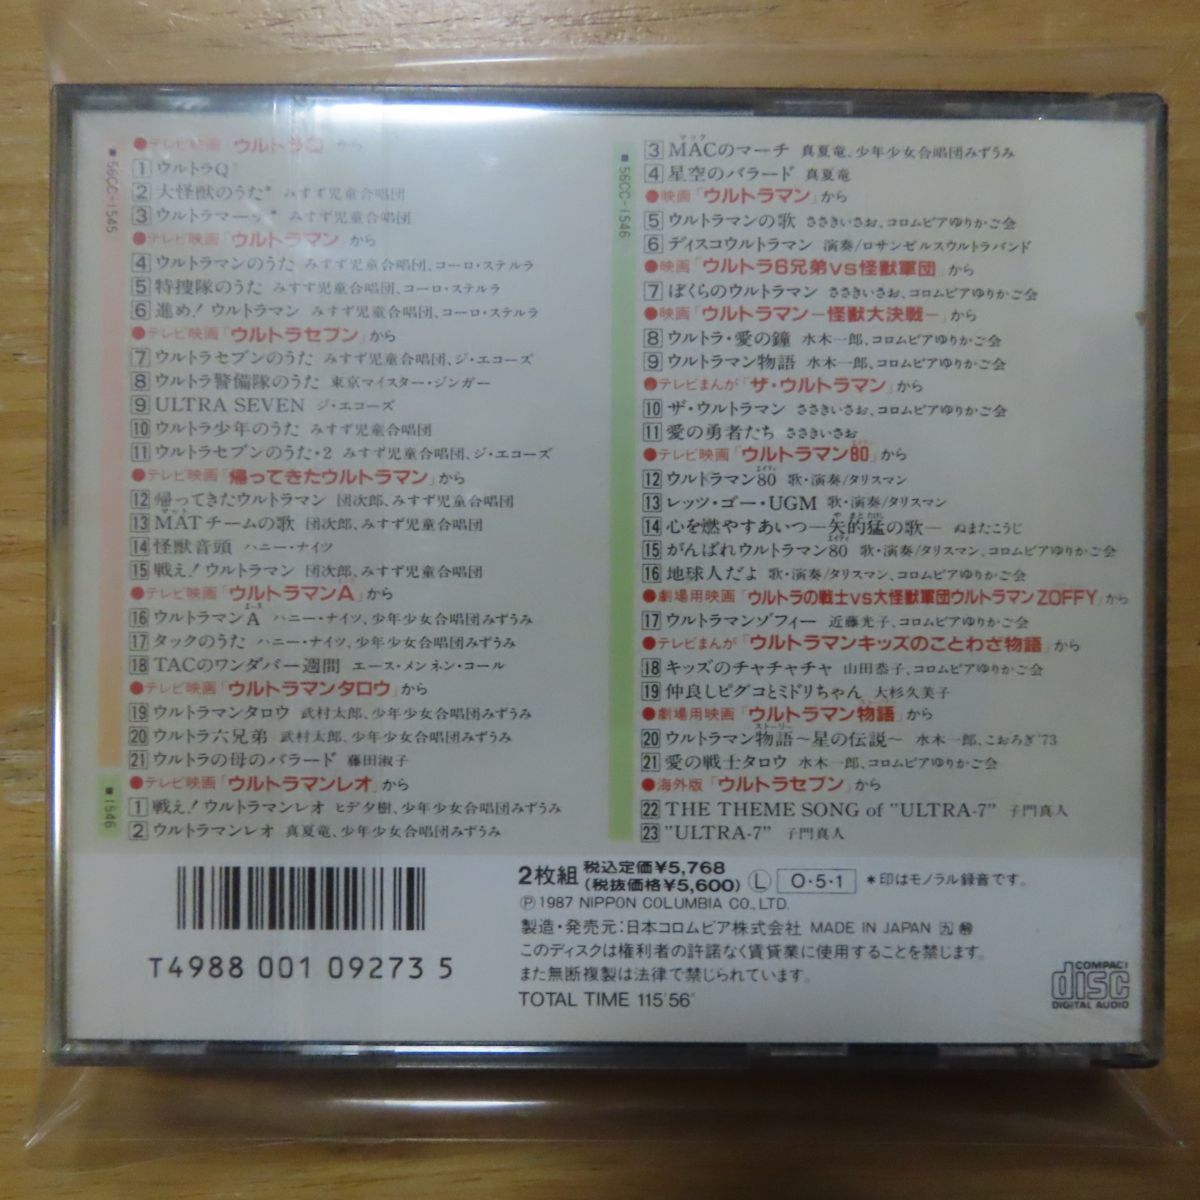 ●テレビ映画「ウルトラQ」から
■56CC-1545
1 ウルトラQ*
2 大怪獣のうた* みすず児童合唱団
3 ウルトラマーチ* みすず児童合唱団
●テレビ映画「ウルトラマン」から
4 ウルトラマンのうた みすず児童合唱団、コーロ・ステルラ
5 特捜隊のうた みすず児童合唱団、コーロ・ステルラ
6 進め!ウルトラマン みすず児童合唱団、コーロ・ステルラ
●テレビ映画「ウルトラセブン」から
7 ウルトラセブンのうた みすず児童合唱団、ジ・エコーズ
8 ウルトラ警備隊のうた 東京マイスター・ジンガー
9 ULTRA SEVEN ジ・エコーズ
10 ウルトラ少年のうた みすず児童合唱団
11 ウルトラセブンのうた・2 みすず児童合唱団、ジ・エコーズ
●テレビ映画「帰ってきたウルトラマン」から
12 帰ってきたウルトラマン 団次郎、みすず児童合唱団
マット
13 MATチームの歌 団次郎、みすず児童合唱団
14 怪獣音頭 ハニー・ナイツ
15 戦え!ウルトラマン 団次郎、みすず児童合唱団
●テレビ映画「ウルトラマンA」から
エース
16 ウルトラマンA ハニー・ナイツ、少年少女合唱団みずうみ
17 タックのうた ハニー・ナイツ、少年少女合唱団みずうみ
18 TACのワンダバー週間 エース・メンネン・コール
●テレビ映画「ウルトラマンタロウ」から
19 ウルトラマンタロウ 武村太郎、少年少女合唱団みずうみ
20 ウルトラ六兄弟 武村太郎、少年少女合唱団みずうみ
21 ウルトラの母のバラード 藤田淑子
●テレビ映画「ウルトラマンレオ」から
■1546
1 戦え!ウルトラマンレオ ヒデ夕樹、少年少女合唱団みずうみ
2 ウルトラマンレオ 真夏竜、少年少女合唱団みずうみ
■56CC-1546
マック
3 MACのマーチ 真夏竜、少年少女合唱団みずうみ
4 星空のバラード 真夏竜
●映画「ウルトラマン」から
5 ウルトラマンの歌 ささきいさお、コロムビアゆりかご会
6 ディスコウルトラマン 演奏/ロサンゼルスウルトラバンド
●映画「ウルトラ6兄弟vs怪獣軍団」から
7 ぼくらのウルトラマン ささきいさお、コロムビアゆりかご会
●映画「ウルトラマン―怪獣大決戦―」から
8 ウルトラ・愛の鐘 水木一郎、コロムビアゆりかご会
9 ウルトラマン物語 水木一郎、コロムビアゆりかご会
●テレビまんが「ザ・ウルトラマン」から
10 ザ・ウルトラマン ささきいさお、コロムビアゆりかご会
11 愛の勇者たち ささきいさお
エイティ
●テレビ映画「ウルトラマン80」から
エイティ
12 ウルトラマン80 歌・演奏/タリスマン
13 レッツ・ゴー・UGM 歌・演奏/タリスマン
や まと たけし
14 心を燃やすあいつ―矢的猛の歌― ぬまたこうじ
エイティ
15 がんばれウルトラマン80 歌・演奏/タリスマン、コロムビアゆりかご会
16 地球人だよ 歌・演奏/タリスマン、コロムビアゆりかご会
●劇場用映画「ウルトラの戦士vs大怪獣軍団ウルトラマンZOFFY」から
17 ウルトラマンゾフィー 近藤光子、コロムビアゆりかご会
●テレビまんが「ウルトラマンキッズのことわざ物語」から
18 キッズのチャチャチャ 山田恭子、コロムビアゆりかご会
19 仲良しピグコとミドリちゃん 大杉久美子
●劇場用映画「ウルトラマン物語」から
ストーリー
20 ウルトラマン物語〜星の伝説〜 水木一郎、こおろぎ'73
21 愛の戦士タロウ 水木一郎、コロムビアゆりかご会
●海外版「ウルトラセブン」から
22 THE THEME SONG of "ULTRA-7" 子門真人
23 "ULTRA-7" 子門真人
T4988 001 09273 5
2枚組 税込定価¥5,768
(税抜価格¥5,600) Ⓛ O・5・1 *印はモノラル録音です。
Ⓟ 1987 NIPPON COLUMBIA CO., LTD.
製造・発売元:日本コロムビア株式会社 MADE IN JAPAN
このディスクは権利者の許諾なく賃貸業に使用することを禁じます。
また無断複製は法律で禁じられています。
TOTAL TIME 115'56"
COMPACT
disc
DIGITAL AUDIO